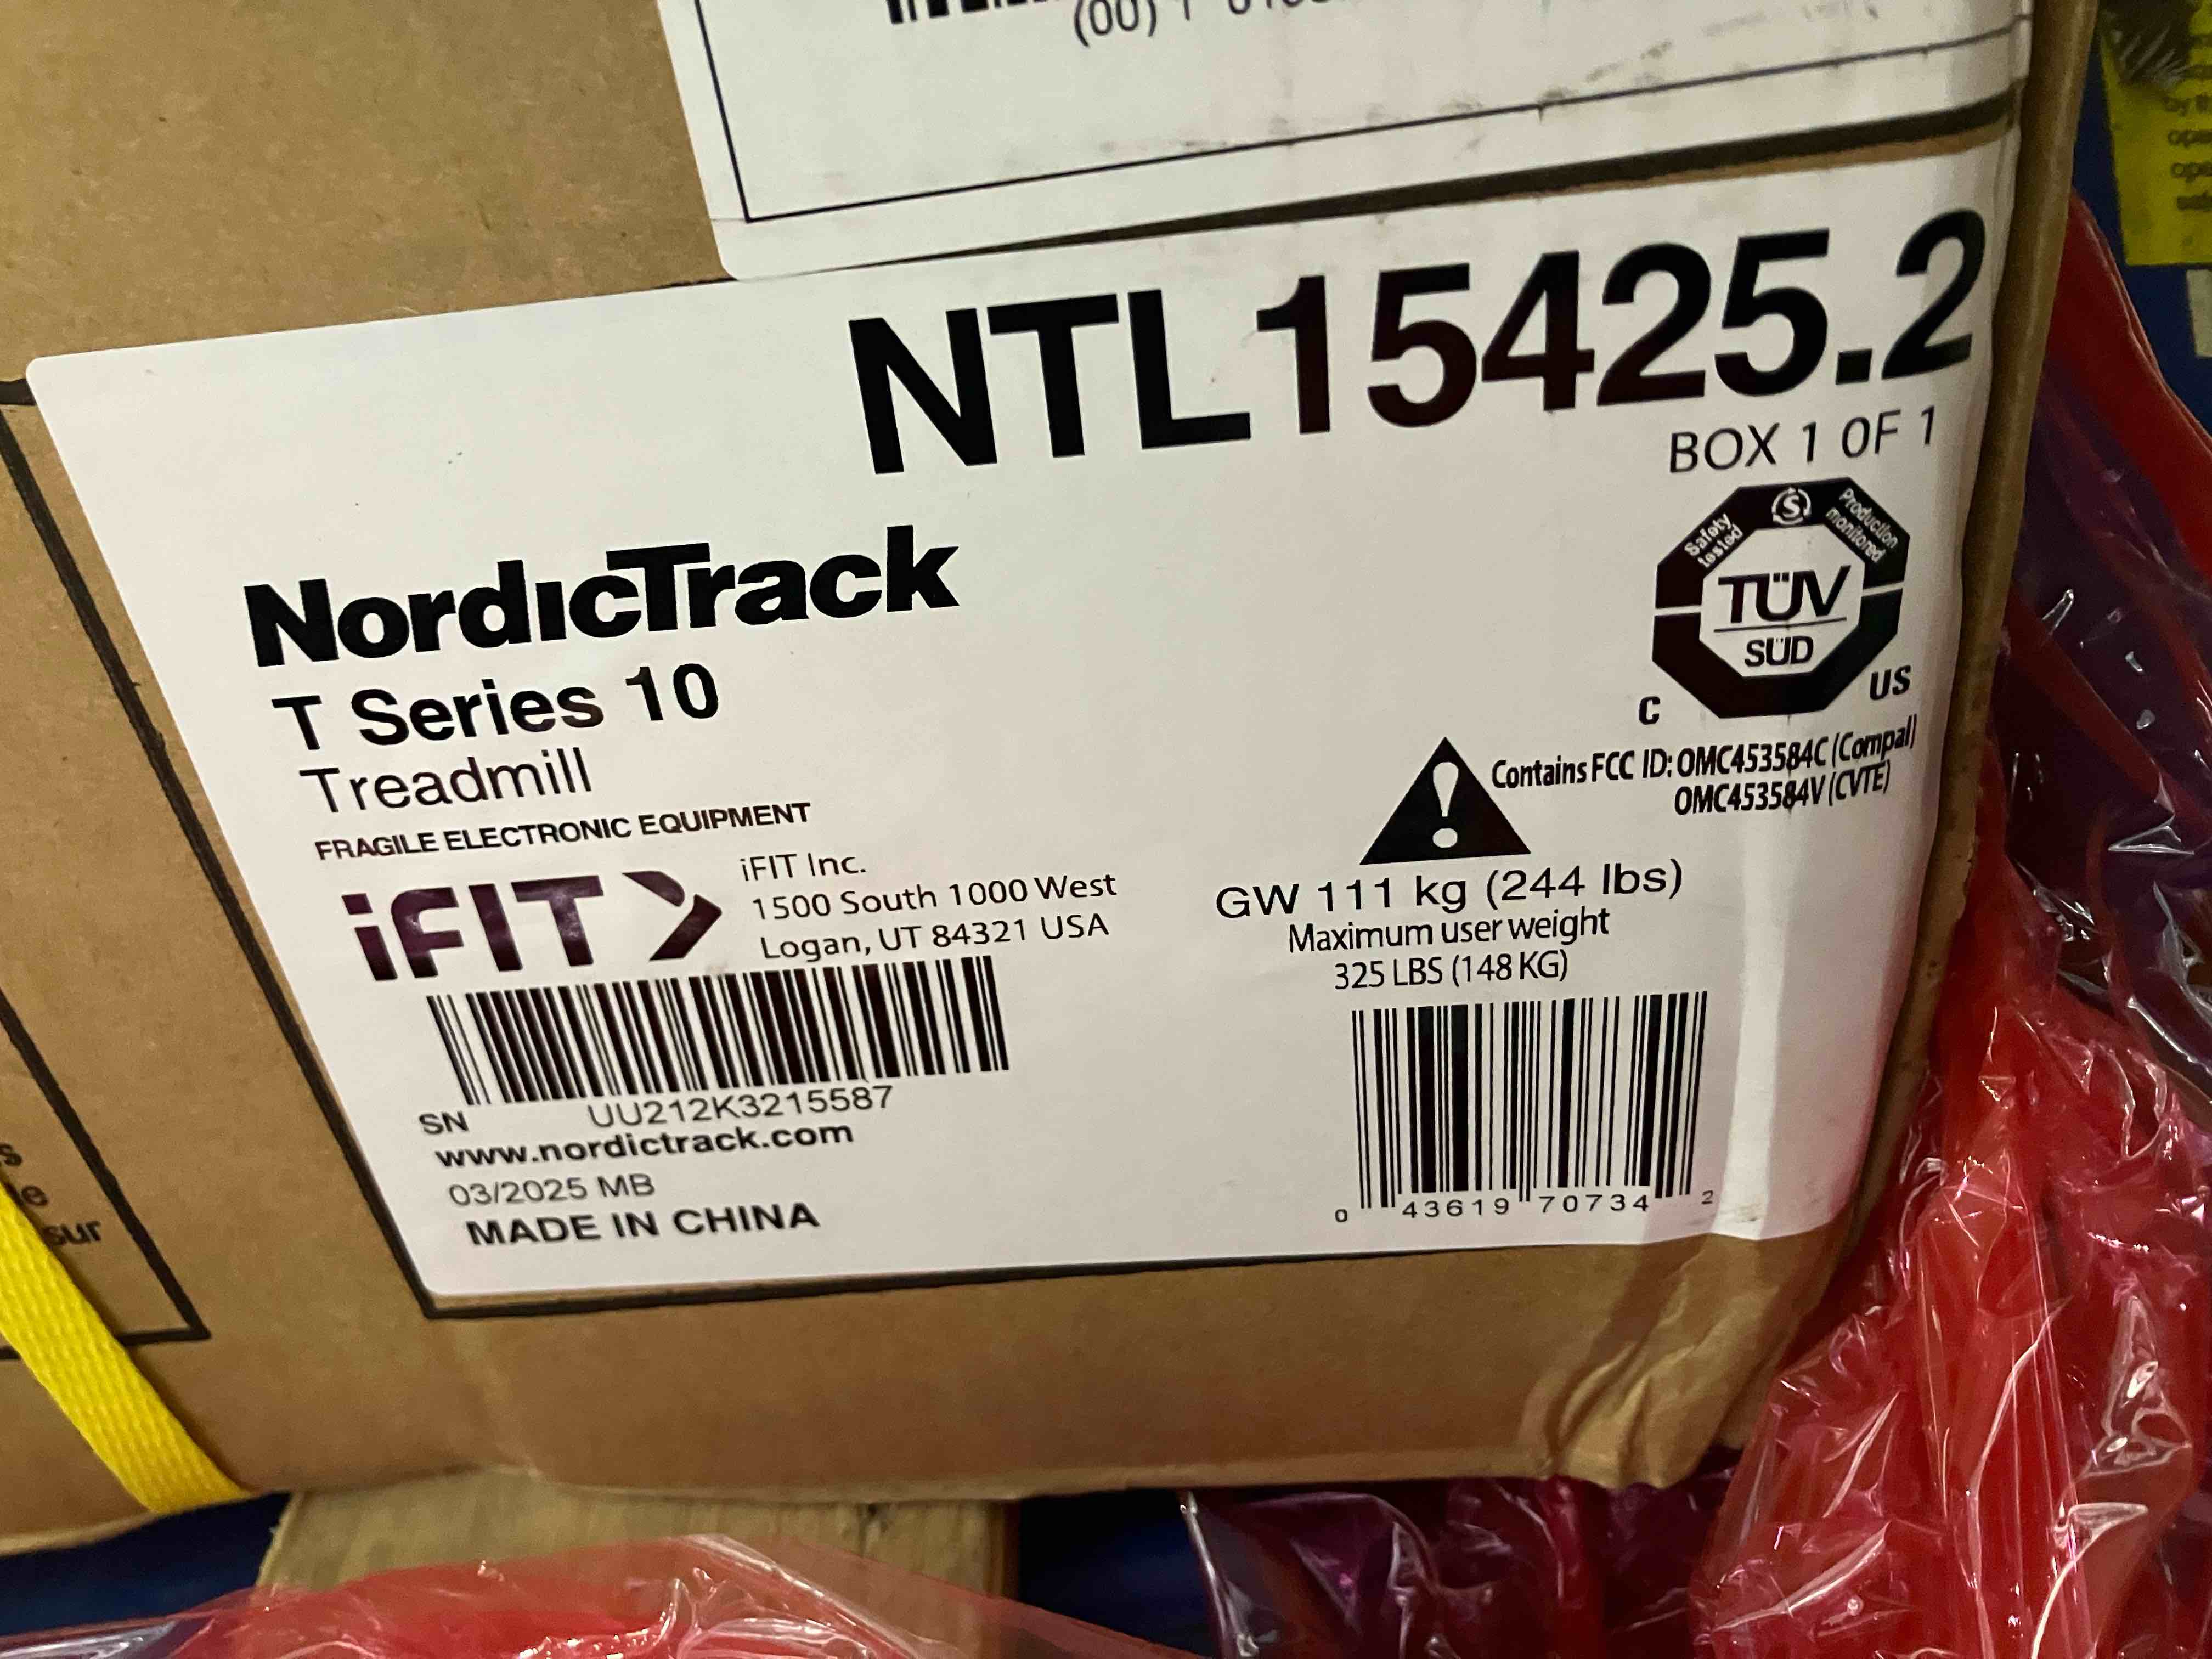 (00) 1
NTL15425.2
BOX 1 OF 1
NordicTrack
T Series 10
Treadmill
FRAGILE ELECTRONIC EQUIPMENT
iFIT
iFIT Inc.
1500 South 1000 West
Logan, UT 84321 USA
SN UU212K3215587
www.nordictrack.com
03/2025 MB
MADE IN CHINA
Safety tested
S
Production monitored
TÜV
SÜD
C US
Contains FCC ID: OMC453584C (Compal)
OMC453584V (CVTE)
GW 111 kg (244 lbs)
Maximum user weight
325 LBS (148 KG)
0 43619 70734 2
sur